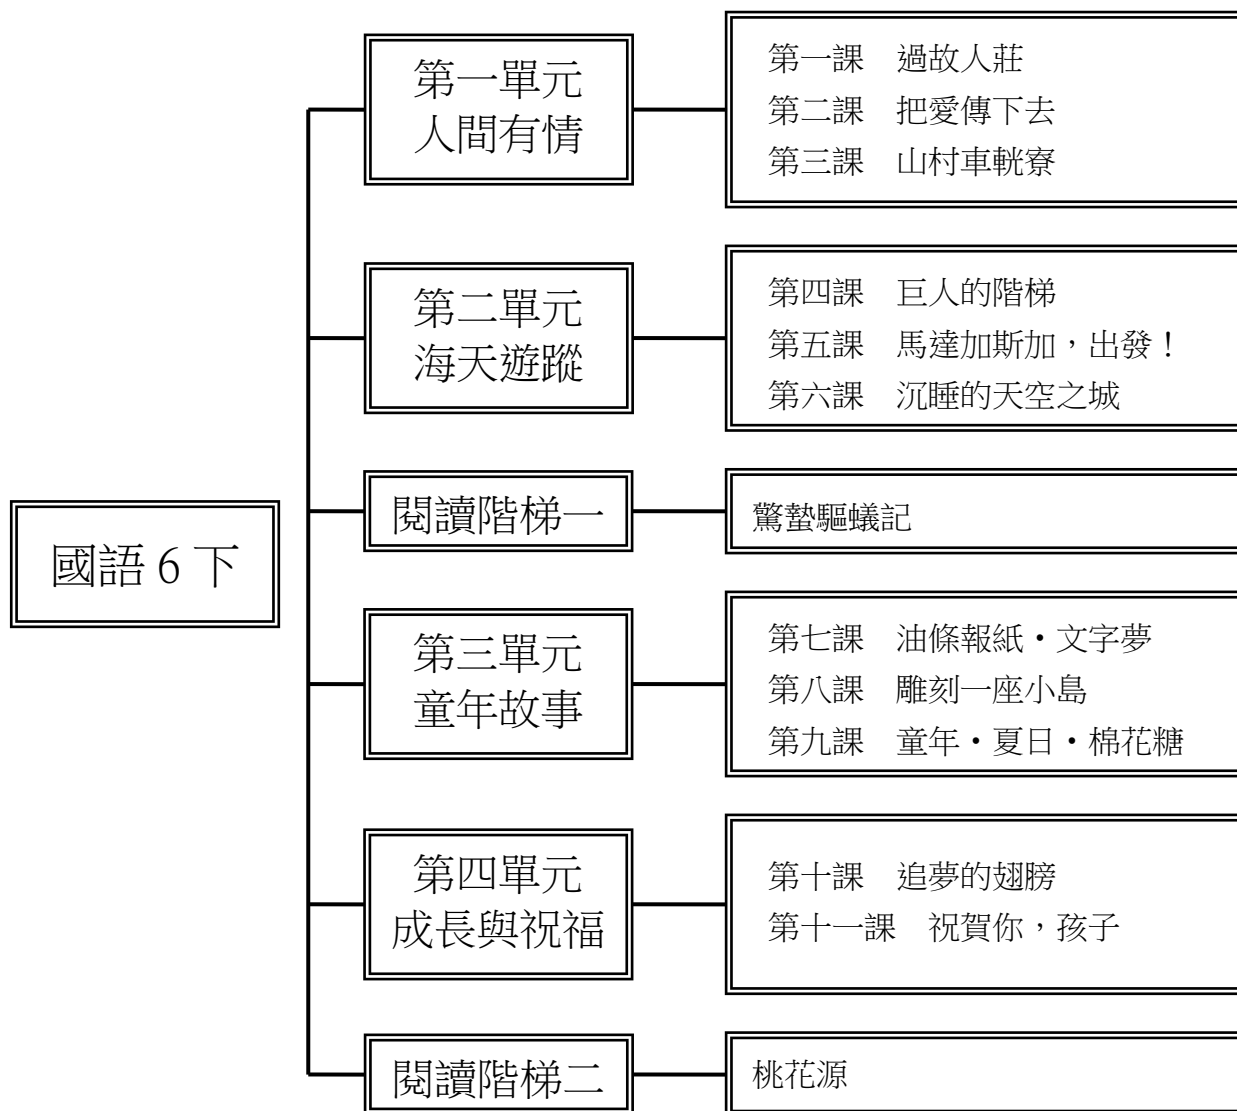 國語6下
第一單元
人間有情
第一課　過故人莊
第二課　把愛傳下去
第三課　山村車輄寮
第二單元
海天遊蹤
第四課　巨人的階梯
第五課　馬達加斯加，出發！
第六課　沉睡的天空之城
閱讀階梯一
驚蟄驅蟻記
第三單元
童年故事
第七課　油條報紙‧文字夢
第八課　雕刻一座小島
第九課　童年‧夏日‧棉花糖
第四單元
成長與祝福
第十課　追夢的翅膀
第十一課　祝賀你，孩子
閱讀階梯二
桃花源